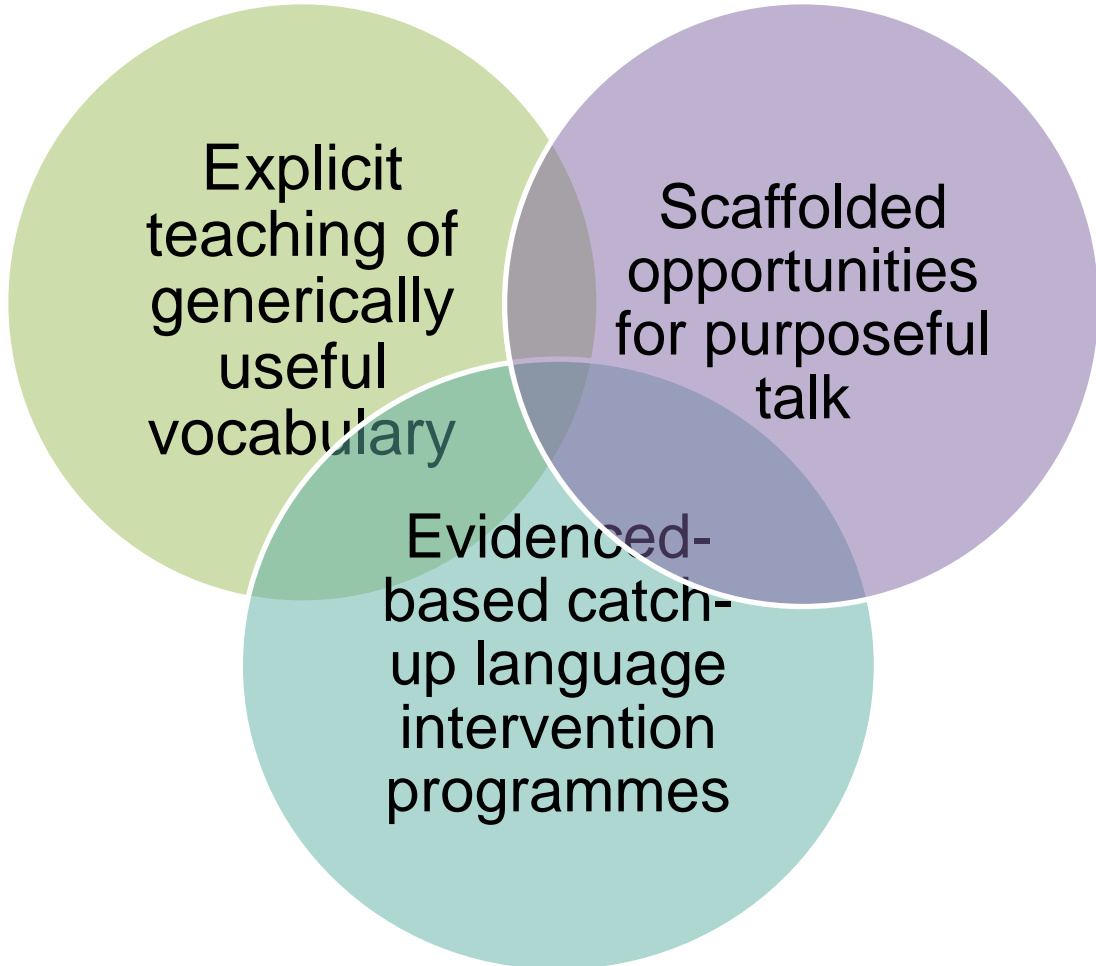 Explicit
teaching of
generically
useful
vocabulary
Scaffolded
opportunities
for purposeful
talk
Evidenced-
based catch-
up language
intervention
programmes